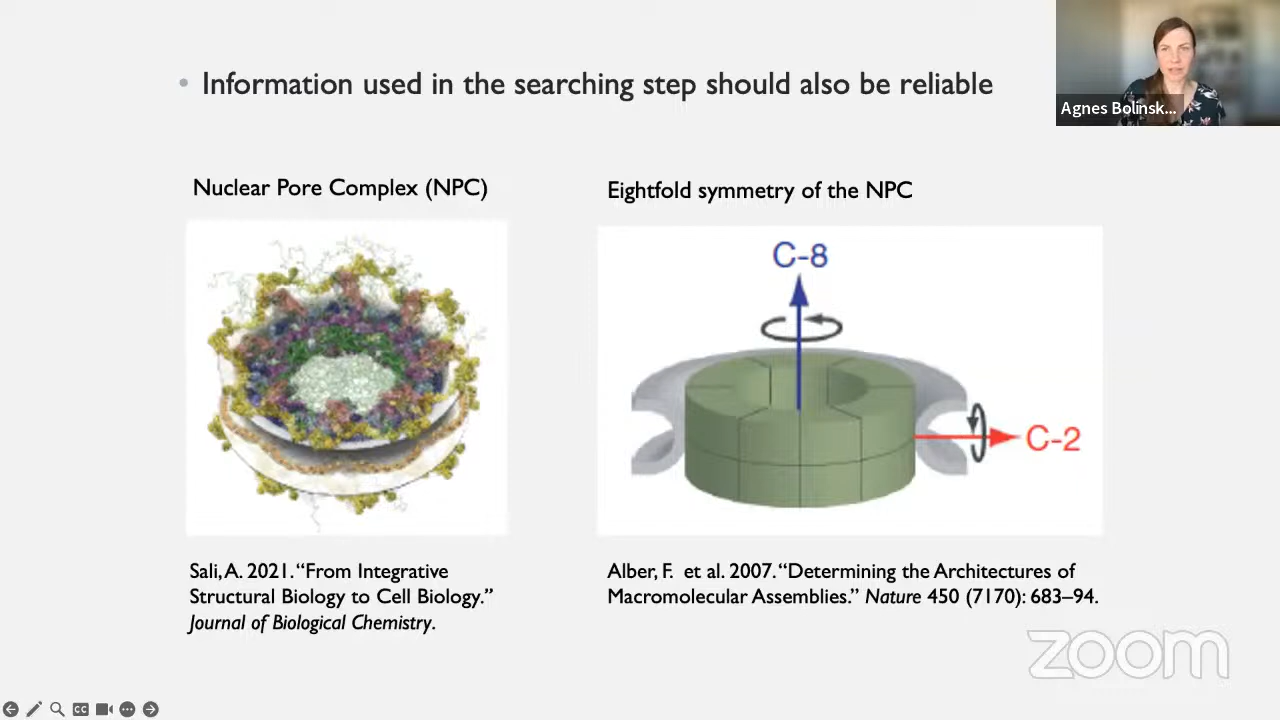 • Information used in the searching step should also be reliable
Agnes Bolinsk...
Nuclear Pore Complex (NPC)
Eightfold symmetry of the NPC
C-8
C-2
Sali, A. 2021. “From Integrative
Structural Biology to Cell Biology.”
Journal of Biological Chemistry.
Alber, F. et al. 2007. “Determining the Architectures of
Macromolecular Assemblies.” Nature 450 (7170): 683–94.
zoom
CC